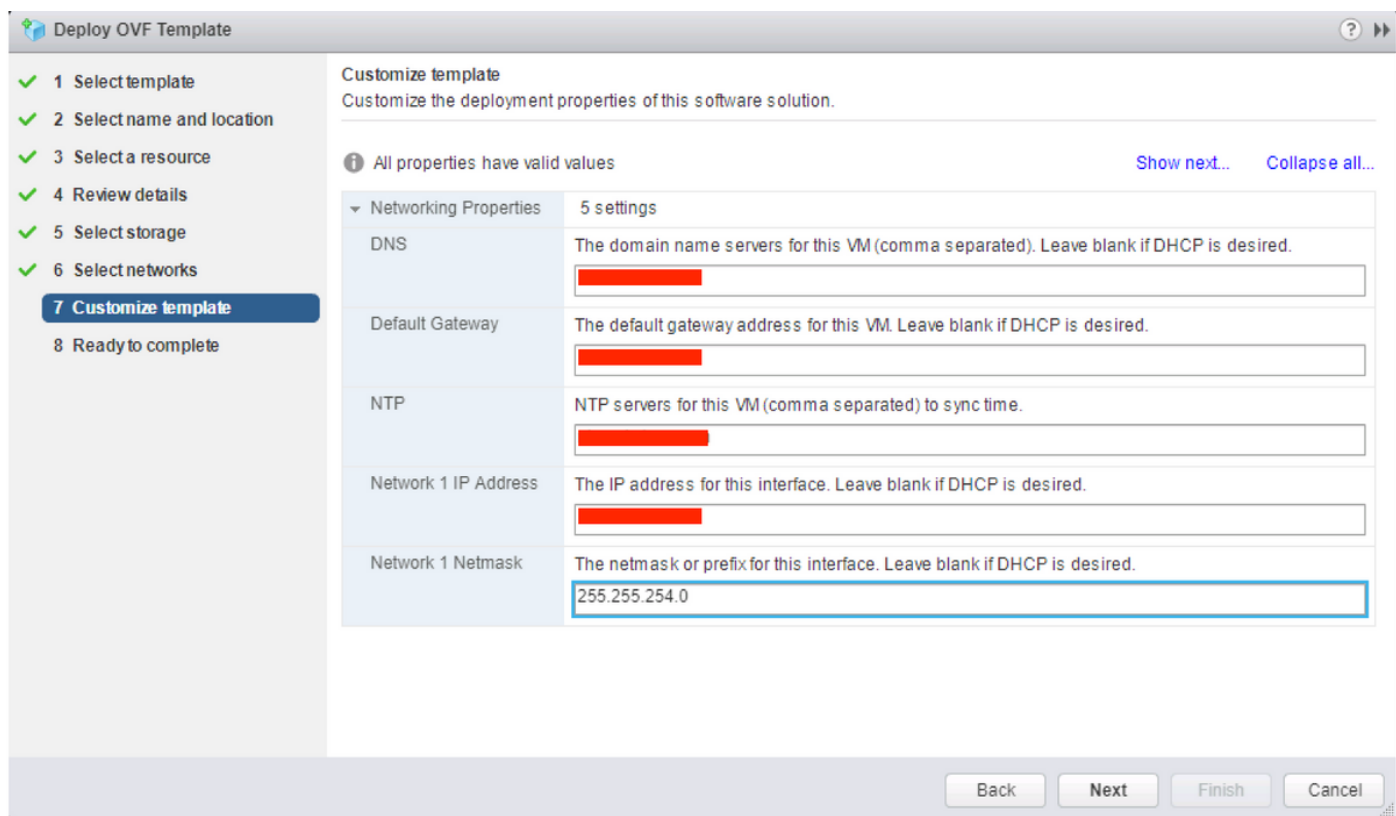 Deploy OVF Template
1 Select template
2 Select name and location
3 Select a resource
4 Review details
5 Select storage
6 Select networks
7 Customize template
8 Ready to complete
Customize template
Customize the deployment properties of this software solution.
All properties have valid values Show next... Collapse all...
Networking Properties 5 settings
DNS The domain name servers for this VM (comma separated). Leave blank if DHCP is desired.
Default Gateway The default gateway address for this VM. Leave blank if DHCP is desired.
NTP NTP servers for this VM (comma separated) to sync time.
Network 1 IP Address The IP address for this interface. Leave blank if DHCP is desired.
Network 1 Netmask The netmask or prefix for this interface. Leave blank if DHCP is desired.
255.255.254.0
Back Next Finish Cancel